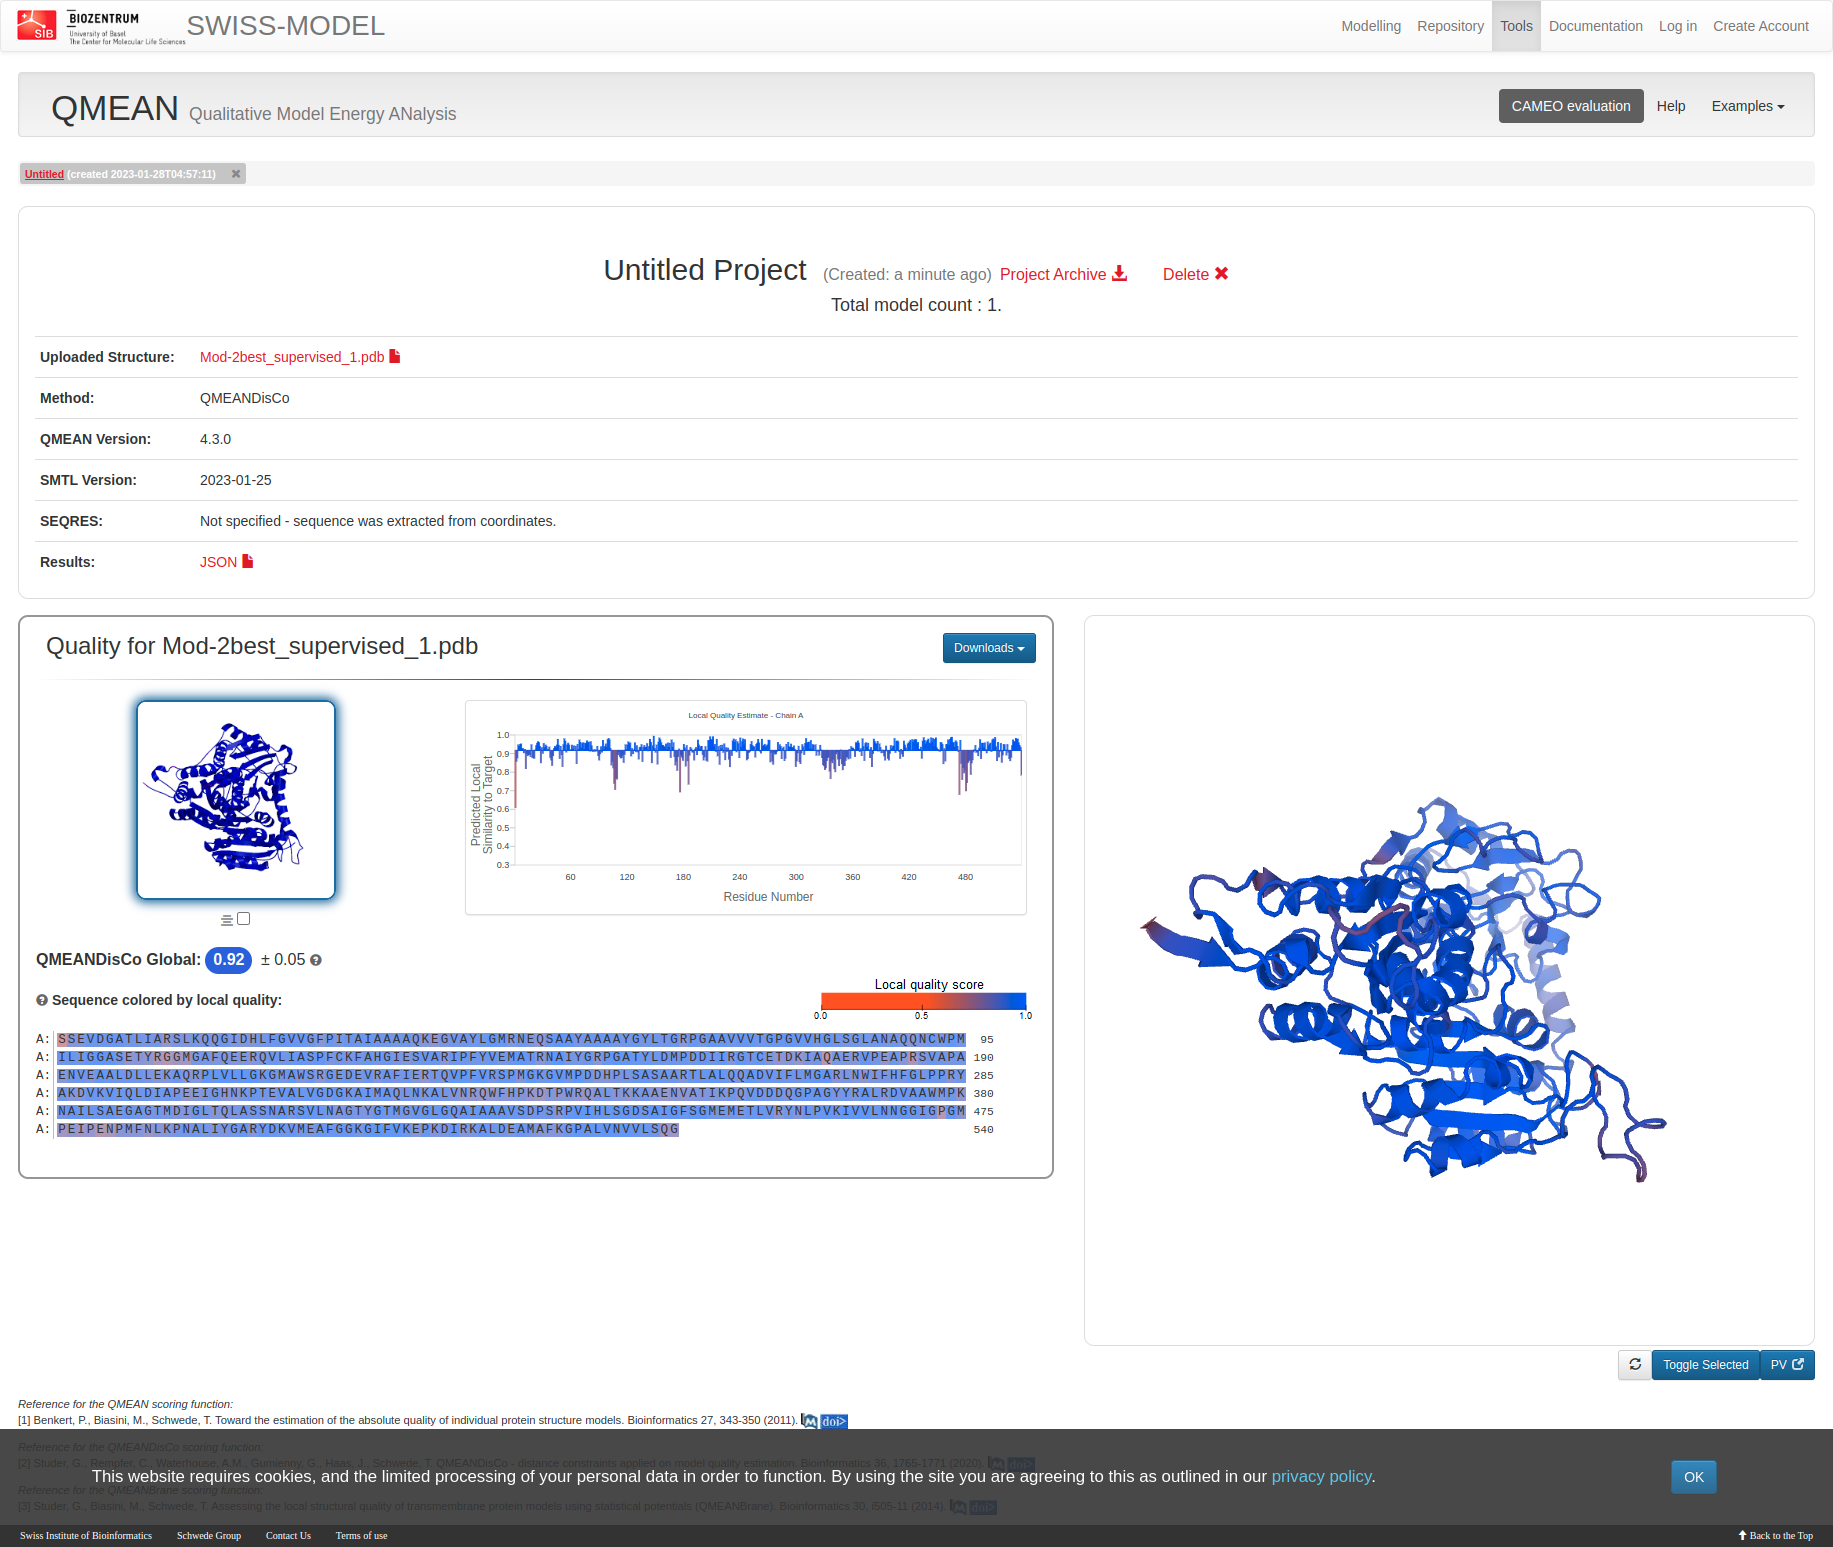 SIB
BIOZENTRUM
University of Basel
The Center for Molecular Life Sciences
SWISS-MODEL
Modelling Repository Tools Documentation Log in Create Account
QMEAN Qualitative Model Energy ANalysis
CAMEO evaluation Help Examples
Untitled (created 2023-01-28T04:57:11)
Untitled Project (Created: a minute ago) Project Archive Delete
Total model count : 1.
Uploaded Structure: Mod-2best_supervised_1.pdb
Method: QMEANDisCo
QMEAN Version: 4.3.0
SMTL Version: 2023-01-25
SEQRES: Not specified - sequence was extracted from coordinates.
Results: JSON
Quality for Mod-2best_supervised_1.pdb
Downloads
Local Quality Estimate - Chain A
Predicted Local
Similarity to Target
1.0
0.9
0.8
0.7
0.6
0.5
0.4
0.3
60 120 180 240 300 360 420 480
Residue Number
QMEANDisCo Global: 0.92 ± 0.05
Sequence colored by local quality:
Local quality score
0.0 0.5 1.0
A: SSEVDGATLIARSLKQQGIDHLFGVVGFPITAIAAAAQKEGVAYLGMRNEQSAAYAAAAYGYLTGRPGAAVVVTGPGVVHGLSGLANAQQNCWPM 95
A: ILIGGASETYRGGMGAFQEERQVLIASPFCKFAHGIESVARIPFYVEMATRNAIYGRPGATYLDMPDDIIRGTCETDKIAQAERVPEAPRSVAPA 190
A: ENVEAALDLLEKAQRPLVLLGKGMAWSRGEDEVRAFIERTQVPFVRSPMGKGVMPDDHPLSASAARTLALQQADVIFLMGARLNWIFHFGLPPRY 285
A: AKDVKVIQLDIAPEEIGHNKPTEVALVGDGKAIMAQLNKALVNRQWFHPKDTPWRQALTKKAAENVATIKPQVDDDQGPAGYYRALRDVAAWMPK 380
A: NAILSAEGAGTMDIGLTQLASSNARSVLNAGTYGTMGVGLGQAIAAAVSDPSRPVIHLSGDSAIGFSGMEMETLVRYNLPVKIVVLNNGGIGPGM 475
A: PEIPENPMFNLKPNALIYGARYDKVMEAFGGKGIFVKEPKDIRKALDEAMAFKGPALVNVVLSQG 540
Toggle Selected PV
Reference for the QMEAN scoring function:
[1] Benkert, P., Biasini, M., Schwede, T. Toward the estimation of the absolute quality of individual protein structure models. Bioinformatics 27, 343-350 (2011). doi>
Reference for the QMEANDisCo scoring function:
[2] Studer, G., Rempfer, C., Waterhouse, A.M., Gumienny, G., Haas, J., Schwede, T. QMEANDisCo - distance constraints applied on model quality estimation. Bioinformatics 36, 1765-1771 (2020). doi>
This website requires cookies, and the limited processing of your personal data in order to function. By using the site you are agreeing to this as outlined in our privacy policy. OK
Reference for the QMEANBrane scoring function:
[3] Studer, G., Biasini, M., Schwede, T. Assessing the local structural quality of transmembrane protein models using statistical potentials (QMEANBrane). Bioinformatics 30, i505-11 (2014). doi>
Swiss Institute of Bioinformatics Schwede Group Contact Us Terms of use Back to the Top